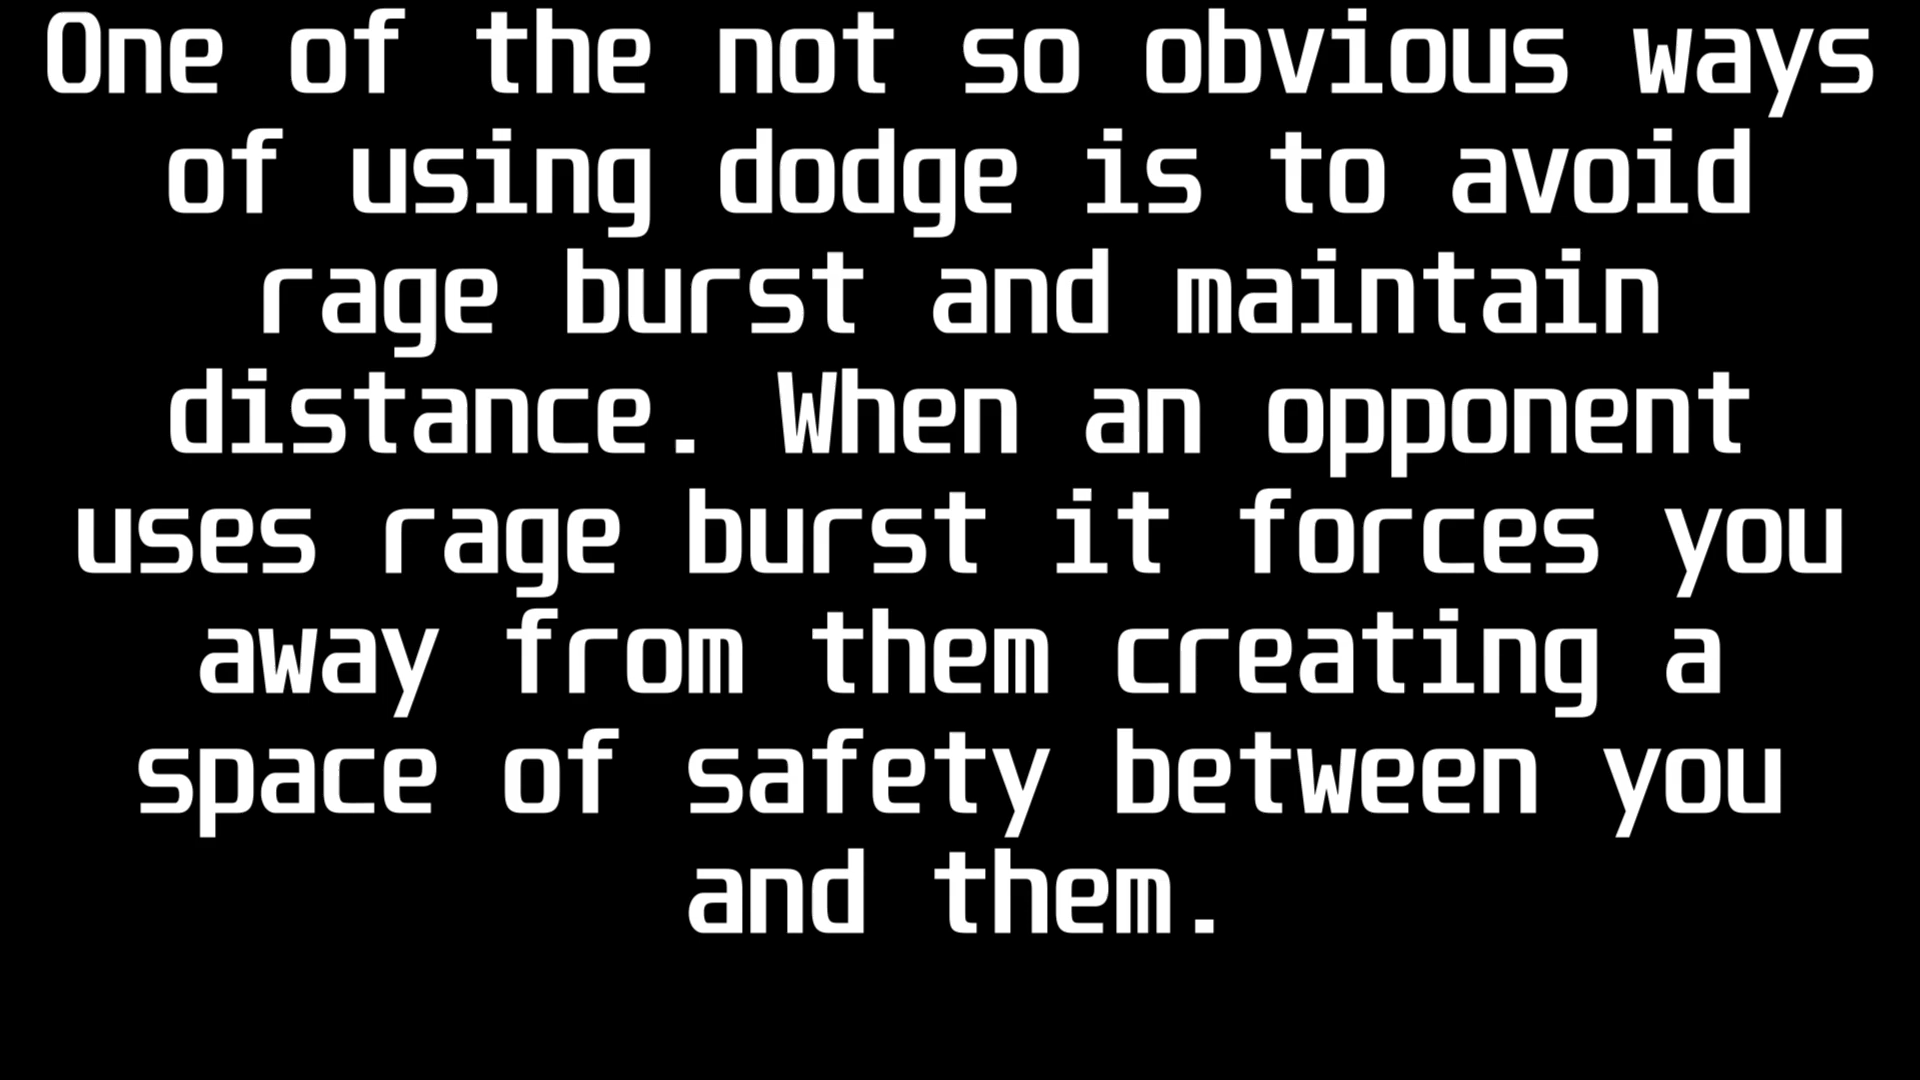 One of the not so obvious ways
of using dodge is to avoid
rage burst and maintain
distance. When an opponent
uses rage burst it forces you
away from them creating a
space of safety between you
and them.